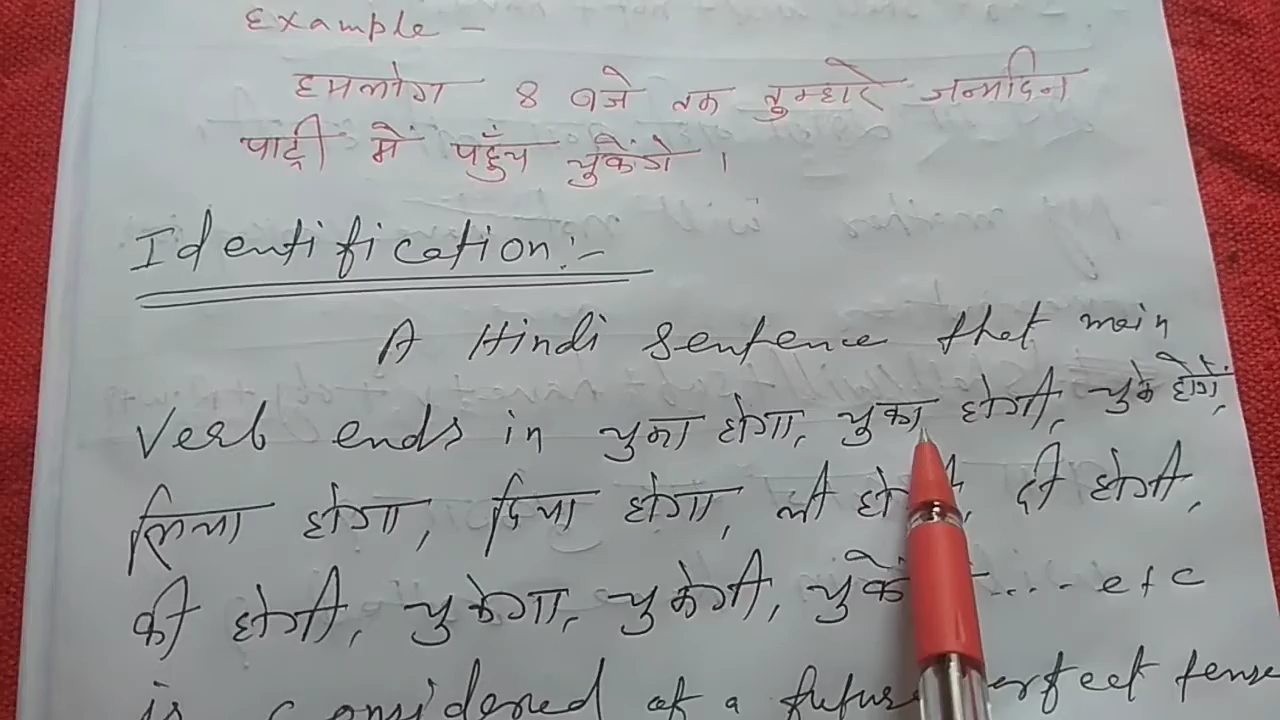 Example -
हमलोग 8 बजे तक तुम्हारे जन्मदिन
पार्ट्री में पहुँच चुकेंगे ।
Identification :-
A Hindi Sentence that main
Verb ends in चुका होगा, चुका होगी, चुके होगें,
लिया होगा, दिया होगा, ली दी होगी,
की होगी, चुकेगा, चुकेगी, .... etc
is considered of a future perfect tense